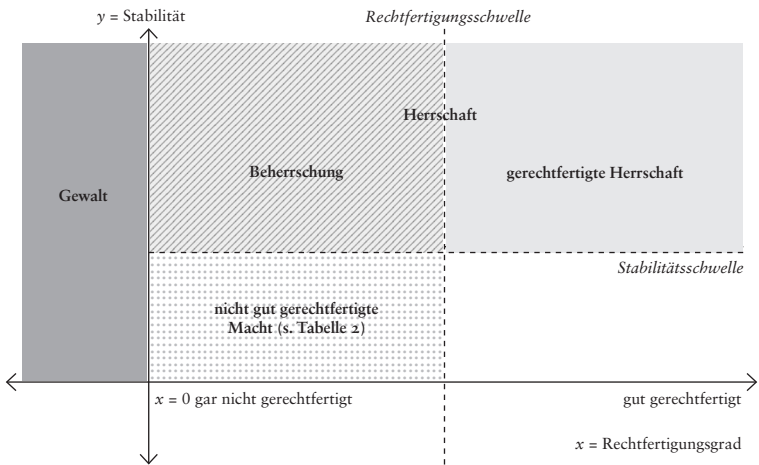 y = Stabilität
Rechtfertigungsschwelle
Herrschaft
Beherrschung
gerechtfertigte Herrschaft
Gewalt
Stabilitätsschwelle
nicht gut gerechtfertigte
Macht (s. Tabelle 2)
x = 0 gar nicht gerechtfertigt
gut gerechtfertigt
x = Rechtfertigungsgrad